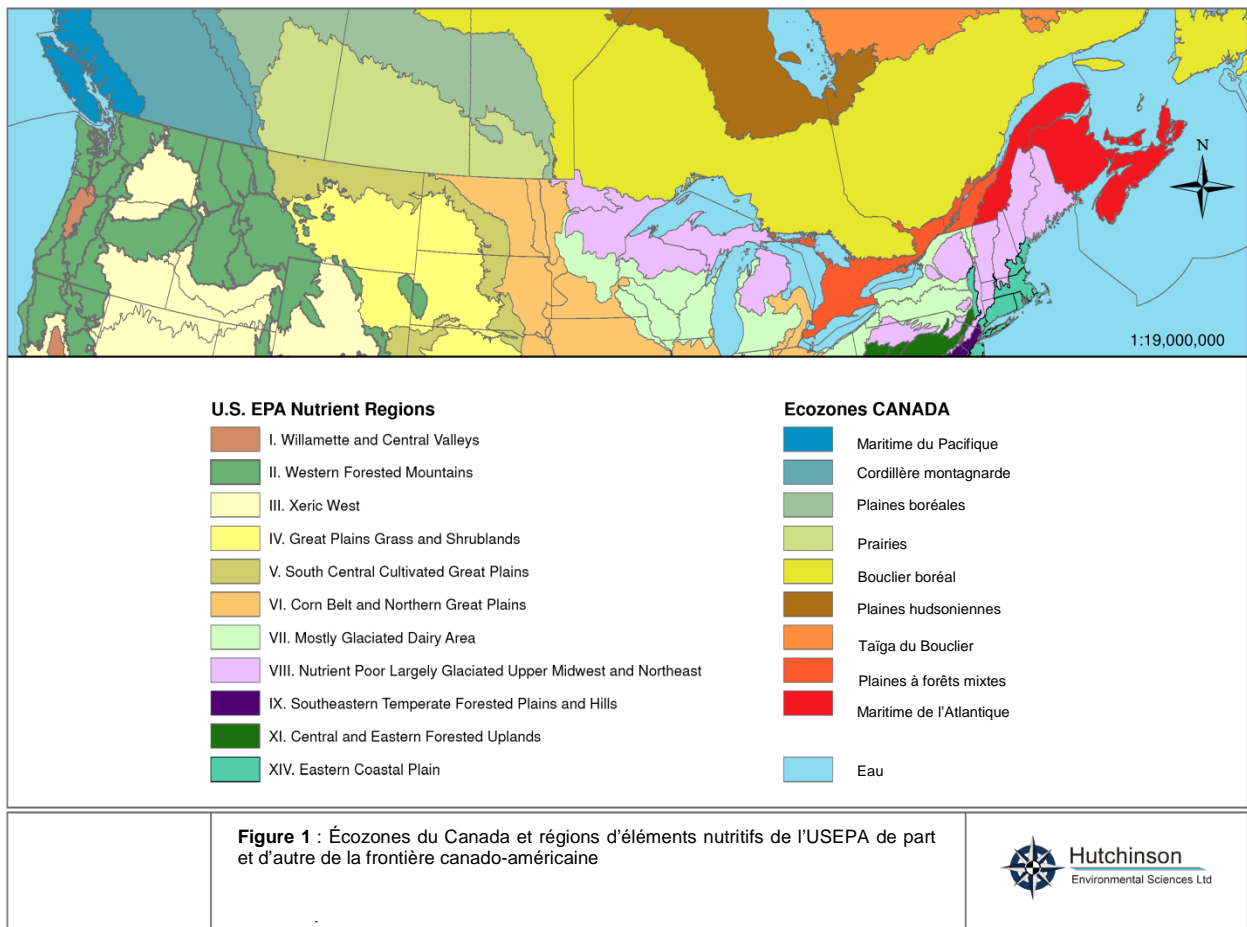 N
1:19,000,000
U.S. EPA Nutrient Regions
I. Willamette and Central Valleys
II. Western Forested Mountains
III. Xeric West
IV. Great Plains Grass and Shrublands
V. South Central Cultivated Great Plains
VI. Corn Belt and Northern Great Plains
VII. Mostly Glaciated Dairy Area
VIII. Nutrient Poor Largely Glaciated Upper Midwest and Northeast
IX. Southeastern Temperate Forested Plains and Hills
XI. Central and Eastern Forested Uplands
XIV. Eastern Coastal Plain
Ecozones CANADA
Maritime du Pacifique
Cordillère montagnarde
Plaines boréales
Prairies
Bouclier boréal
Plaines hudsoniennes
Taïga du Bouclier
Plaines à forêts mixtes
Maritime de l'Atlantique
Eau
Figure 1 : Écozones du Canada et régions d'éléments nutritifs de l'USEPA de part
et d'autre de la frontière canado-américaine
Hutchinson
Environmental Sciences Ltd